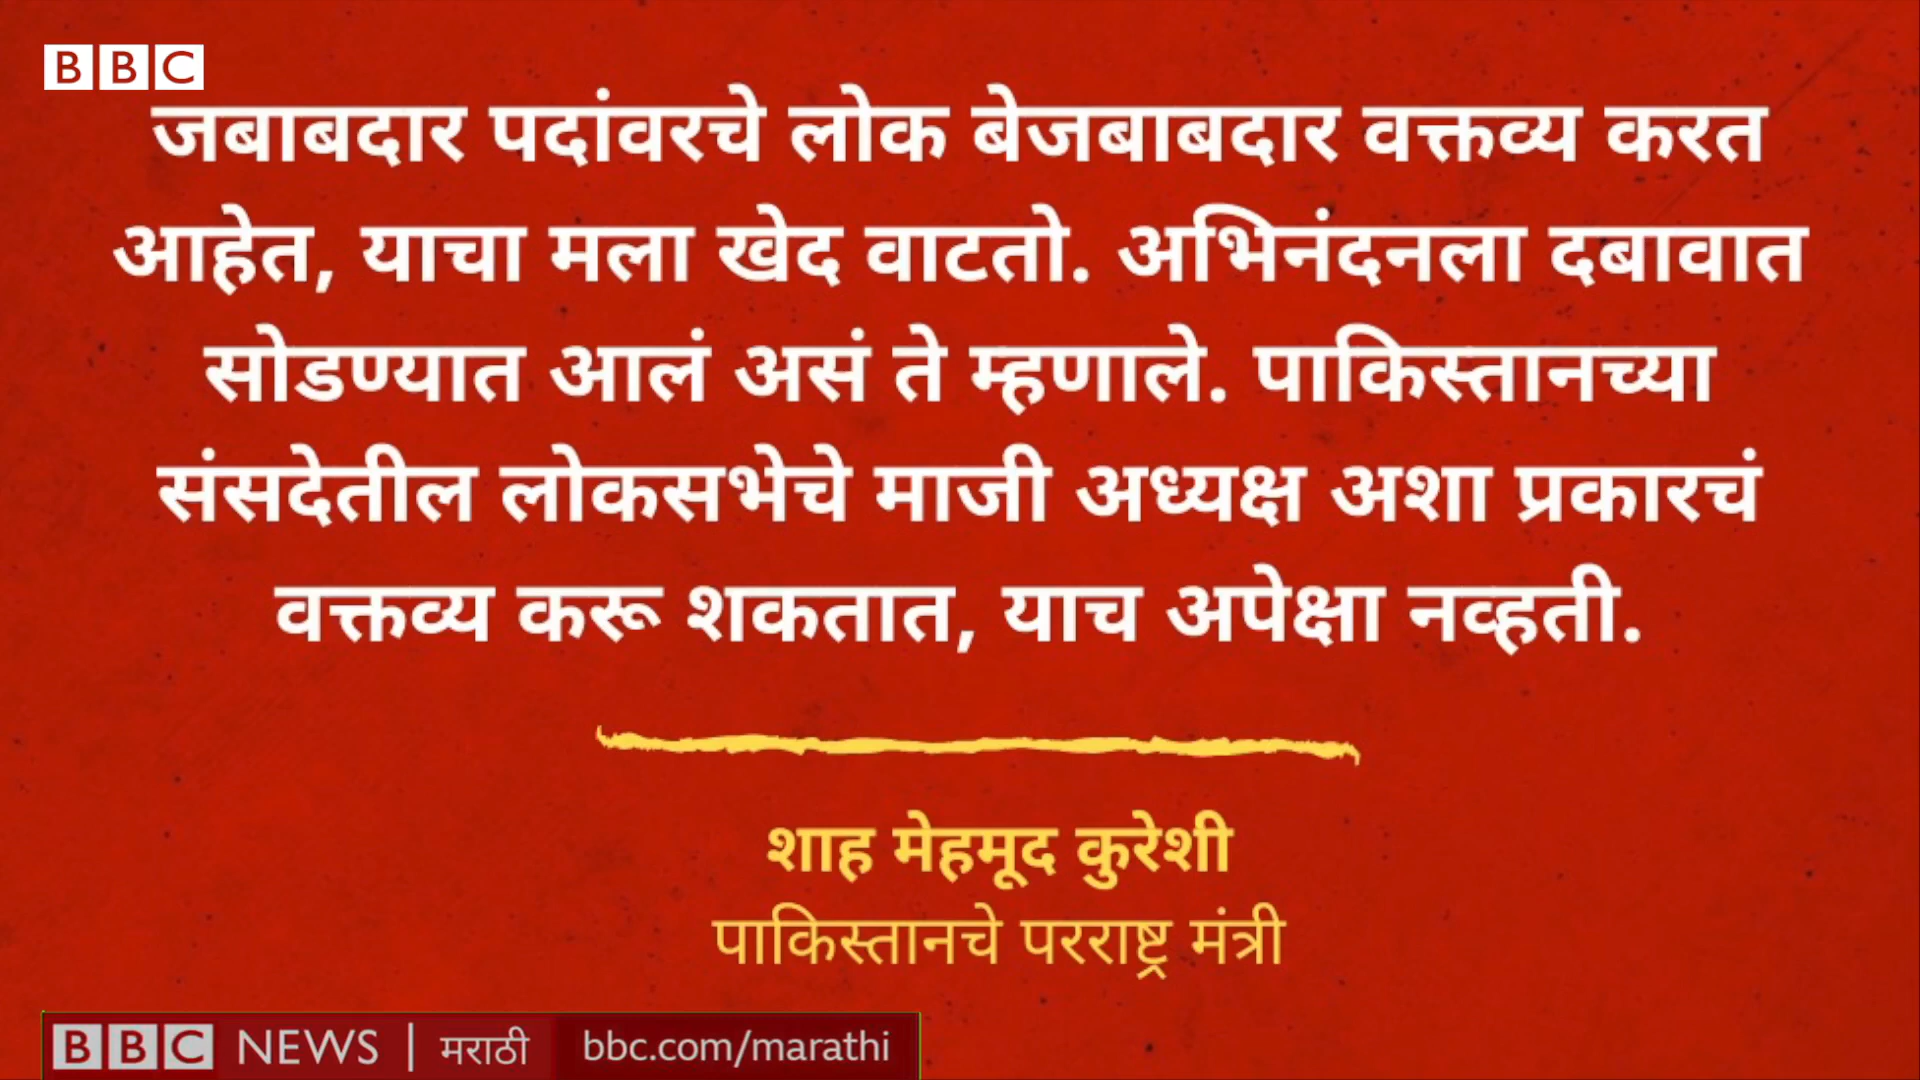 BBC
जबाबदार पदांवरचे लोक बेजबाबदार वक्तव्य करत
आहेत, याचा मला खेद वाटतो. अभिनंदनला दबावात
सोडण्यात आलं असं ते म्हणाले. पाकिस्तानच्या
संसदेतील लोकसभेचे माजी अध्यक्ष अशा प्रकारचं
वक्तव्य करू शकतात, याच अपेक्षा नव्हती.
शाह मेहमूद कुरेशी
पाकिस्तानचे परराष्ट्र मंत्री
BBC NEWS | मराठी bbc.com/marathi